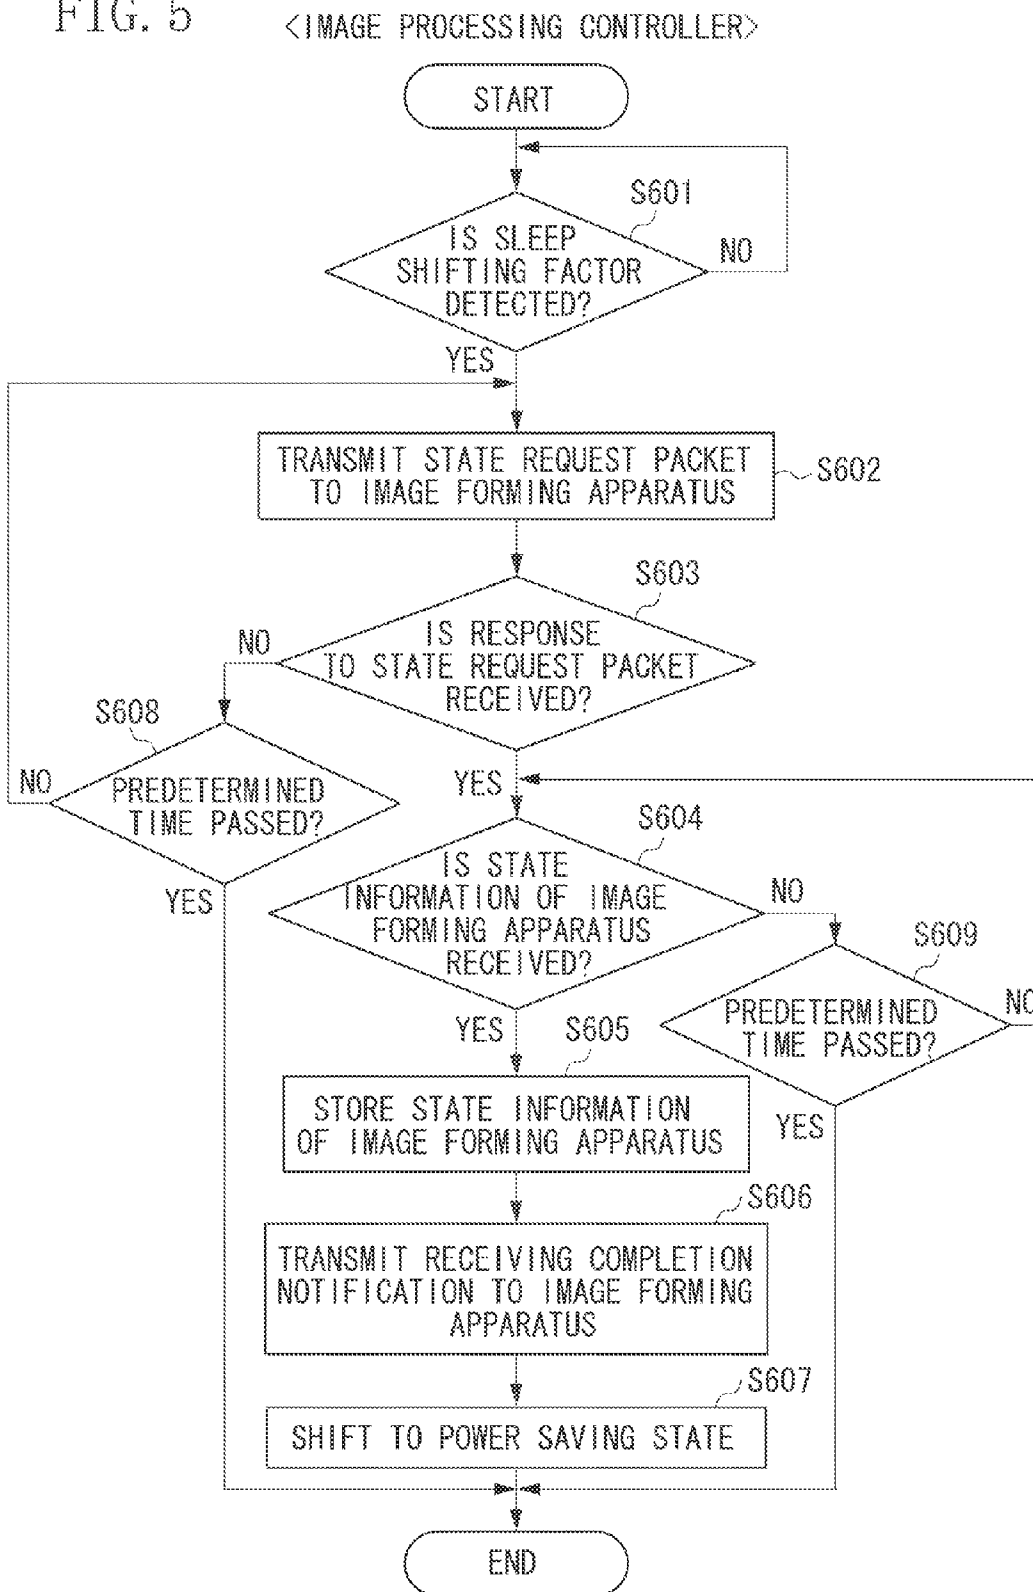 FIG. 5
<IMAGE PROCESSING CONTROLLER>
START
S601
IS SLEEP
SHIFTING FACTOR
DETECTED?
NO
YES
TRANSMIT STATE REQUEST PACKET
TO IMAGE FORMING APPARATUS
S602
S603
IS RESPONSE
TO STATE REQUEST PACKET
RECEIVED?
NO
S608
PREDETERMINED
TIME PASSED?
NO
YES
YES
S604
IS STATE
INFORMATION OF IMAGE
FORMING APPARATUS
RECEIVED?
NO
S609
PREDETERMINED
TIME PASSED?
NO
YES
YES
S605
STORE STATE INFORMATION
OF IMAGE FORMING APPARATUS
S606
TRANSMIT RECEIVING COMPLETION
NOTIFICATION TO IMAGE FORMING
APPARATUS
S607
SHIFT TO POWER SAVING STATE
END